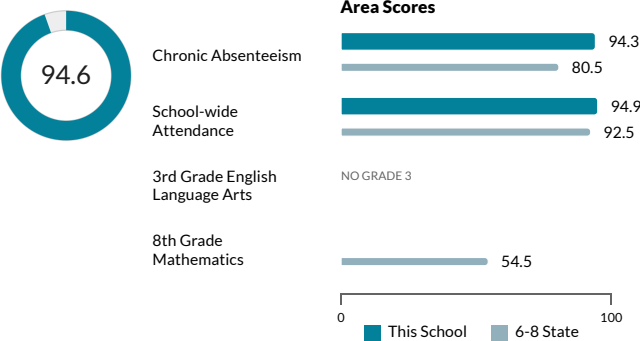 Area Scores
94.6
Chronic Absenteeism
94.3
80.5
School-wide
Attendance
94.9
92.5
3rd Grade English
Language Arts
NO GRADE 3
8th Grade
Mathematics
54.5
0
100
This School
6-8 State